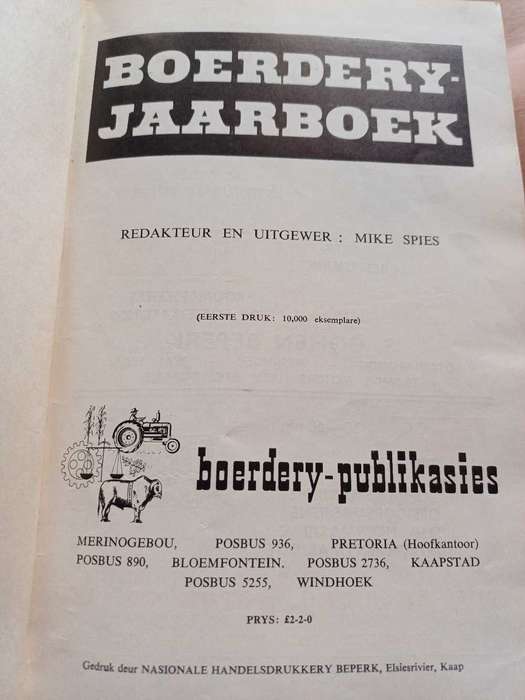 BOERDERY-
JAARBOEK
REDAKTEUR EN UITGEWER : MIKE SPIES
(EERSTE DRUK: 10,000 eksemplare)
boerdery-publikasies
MERINOGEBOU, POSBUS 936, PRETORIA (Hoofkantoor)
POSBUS 890, BLOEMFONTEIN. POSBUS 2736, KAAPSTAD
POSBUS 5255, WINDHOEK
PRYS: £2-2-0
Gedruk deur NASIONALE HANDELSDRUKKERY BEPERK, Elsiesrivier, Kaap